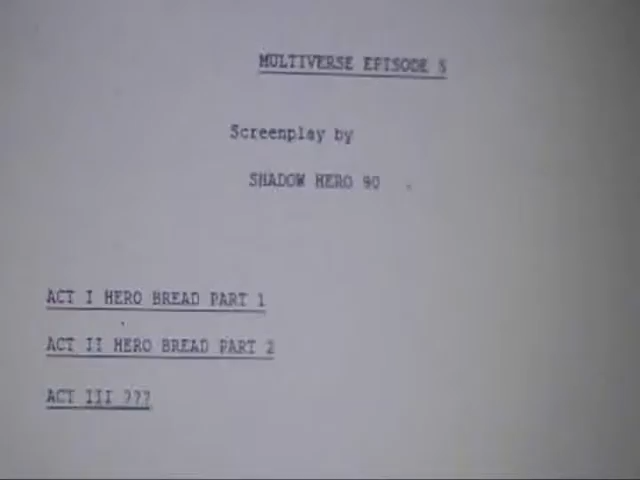 MULTIVERSE EPISODE 5
Screenplay by
SHADOW HERO 90
ACT I HERO BREAD PART 1
ACT II HERO BREAD PART 2
ACT III ???